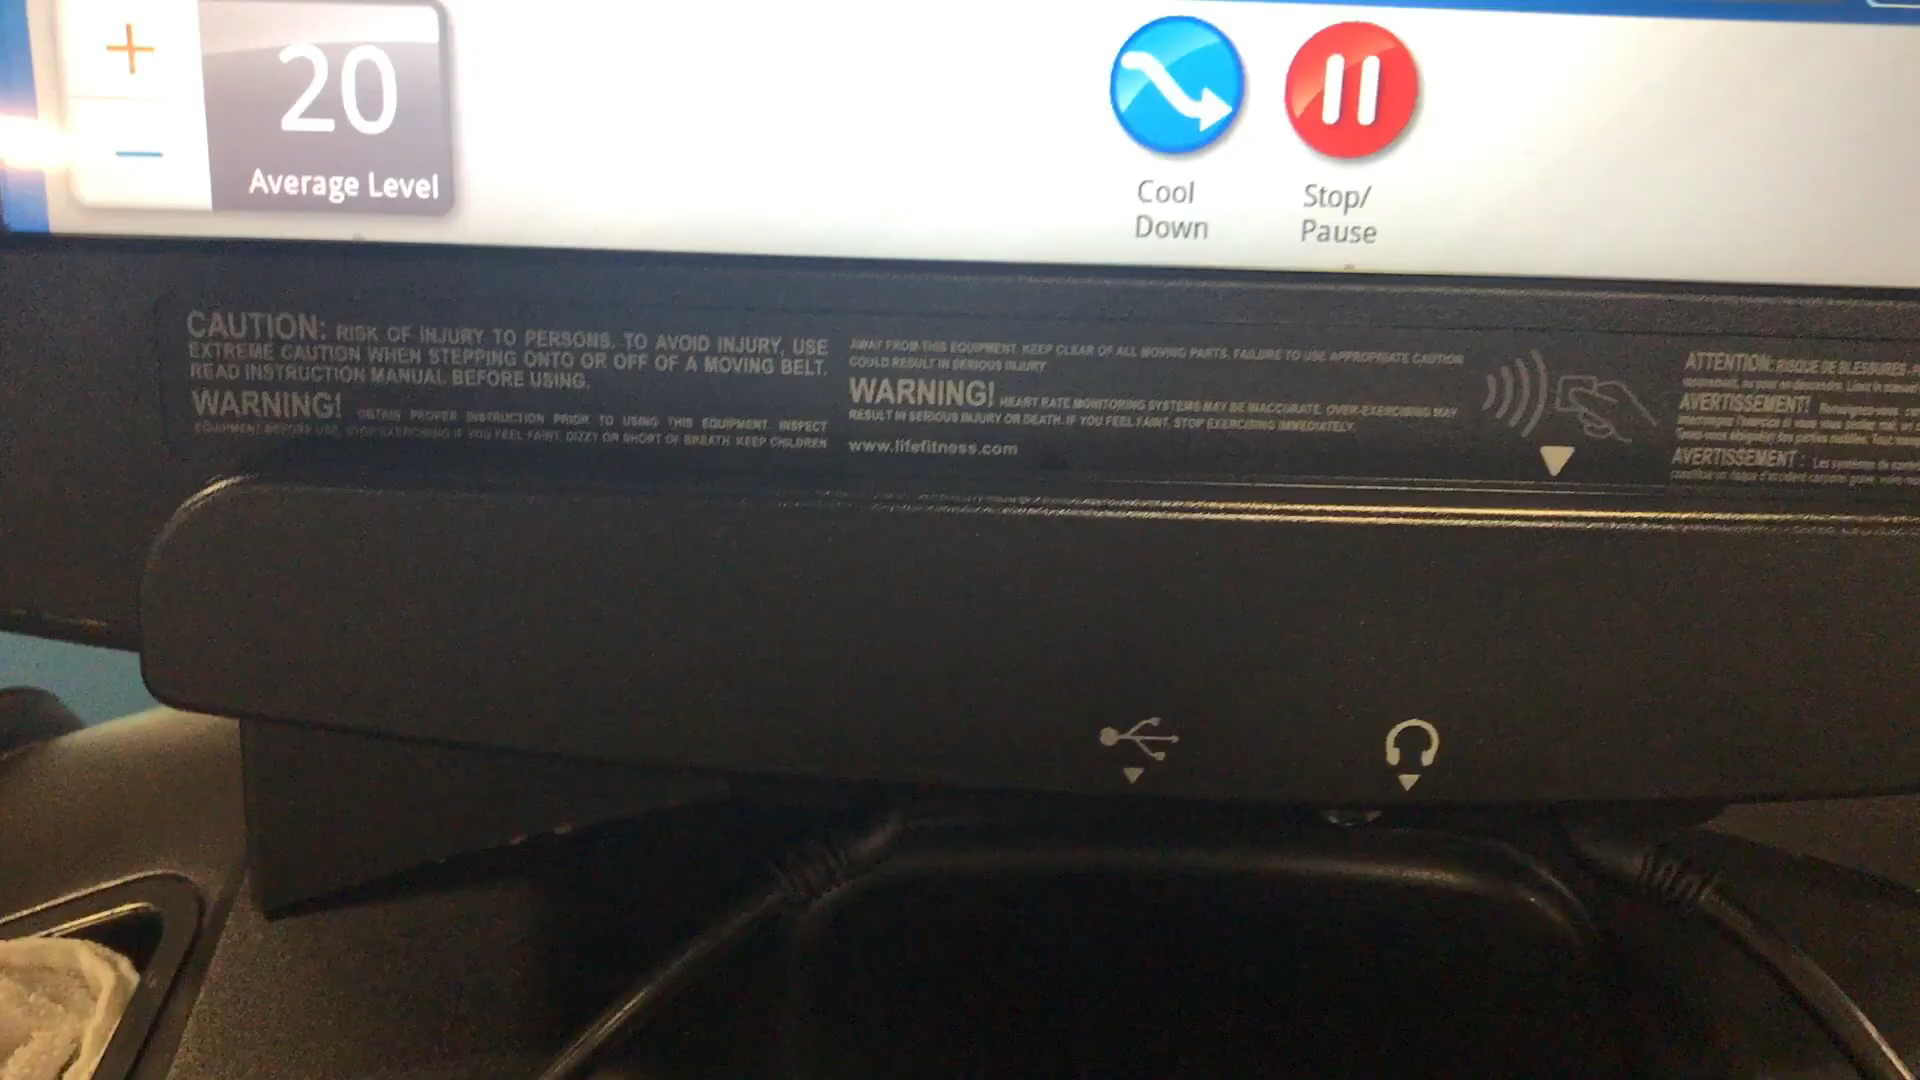 20
Average Level
Cool
Down
Stop/
Pause
CAUTION: RISK OF INJURY TO PERSONS. TO AVOID INJURY, USE
EXTREME CAUTION WHEN STEPPING ONTO OR OFF OF A MOVING BELT.
READ INSTRUCTION MANUAL BEFORE USING.
WARNING! OBTAIN PROPER INSTRUCTION PRIOR TO USING THIS EQUIPMENT. INSPECT
EQUIPMENT BEFORE USE. STOP EXERCISING IF YOU FEEL FAINT, DIZZY OR SHORT OF BREATH. KEEP CHILDREN
AWAY FROM THIS EQUIPMENT. KEEP CLEAR OF ALL MOVING PARTS. FAILURE TO USE APPROPRIATE CAUTION
COULD RESULT IN SERIOUS INJURY.
WARNING! HEART RATE MONITORING SYSTEMS MAY BE INACCURATE. OVER-EXERCISING MAY
RESULT IN SERIOUS INJURY OR DEATH. IF YOU FEEL FAINT, STOP EXERCISING IMMEDIATELY.
www.lifefitness.com
ATTENTION: RISQUE DE BLESSURES
AVERTISSEMENT!
AVERTISSEMENT :